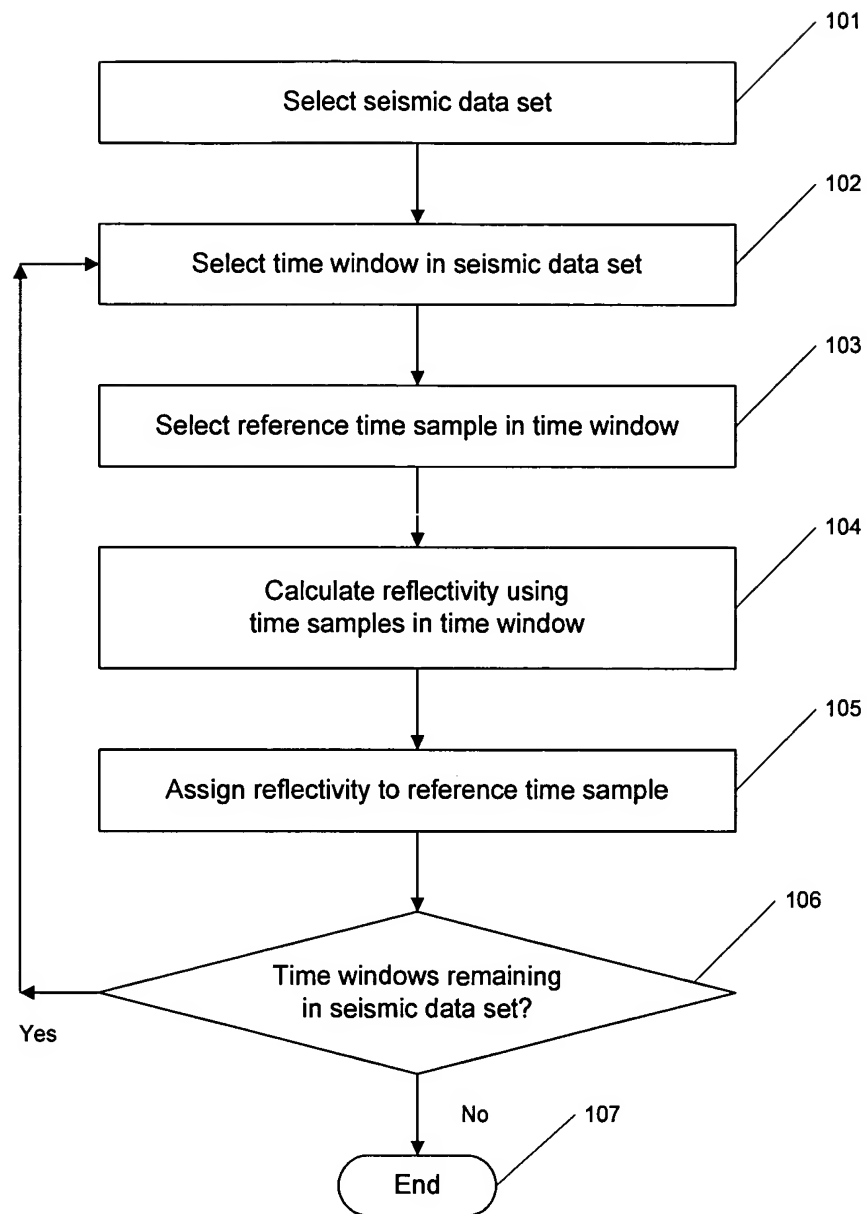 101
Select seismic data set
102
Select time window in seismic data set
103
Select reference time sample in time window
104
Calculate reflectivity using
time samples in time window
105
Assign reflectivity to reference time sample
106
Time windows remaining
in seismic data set?
Yes
No
107
End